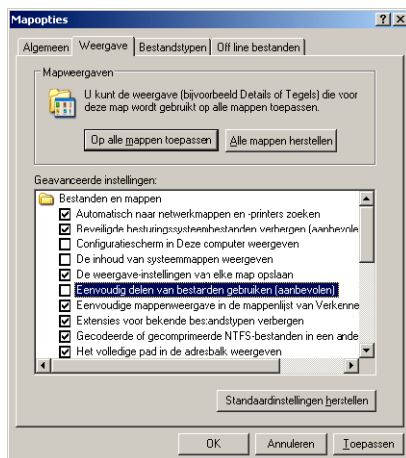 Mapopties
Algemeen Weergave Bestandstypen Off line bestanden
Mapweergaven
U kunt de weergave (bijvoorbeeld Details of Tegels) die voor
deze map wordt gebruikt op alle mappen toepassen.
Op alle mappen toepassen Alle mappen herstellen
Geavanceerde instellingen:
Bestanden en mappen
Automatisch naar netwerkmappen en -printers zoeken
Beveiligde besturingssysteembestanden verbergen (aanbevole
Configuratiescherm in Deze computer weergeven
De inhoud van systeemmappen weergeven
De weergave-instellingen van elke map opslaan
Eenvoudig delen van bestanden gebruiken (aanbevolen)
Eenvoudige mappenweergave in de mappenlijst van Verkenne
Extensies voor bekende bestandstypen verbergen
Gecodeerde of gecomprimeerde NTFS-bestanden in een ande
Het volledige pad in de adresbalk weergeven
Standaardinstellingen herstellen
OK Annuleren Toepassen